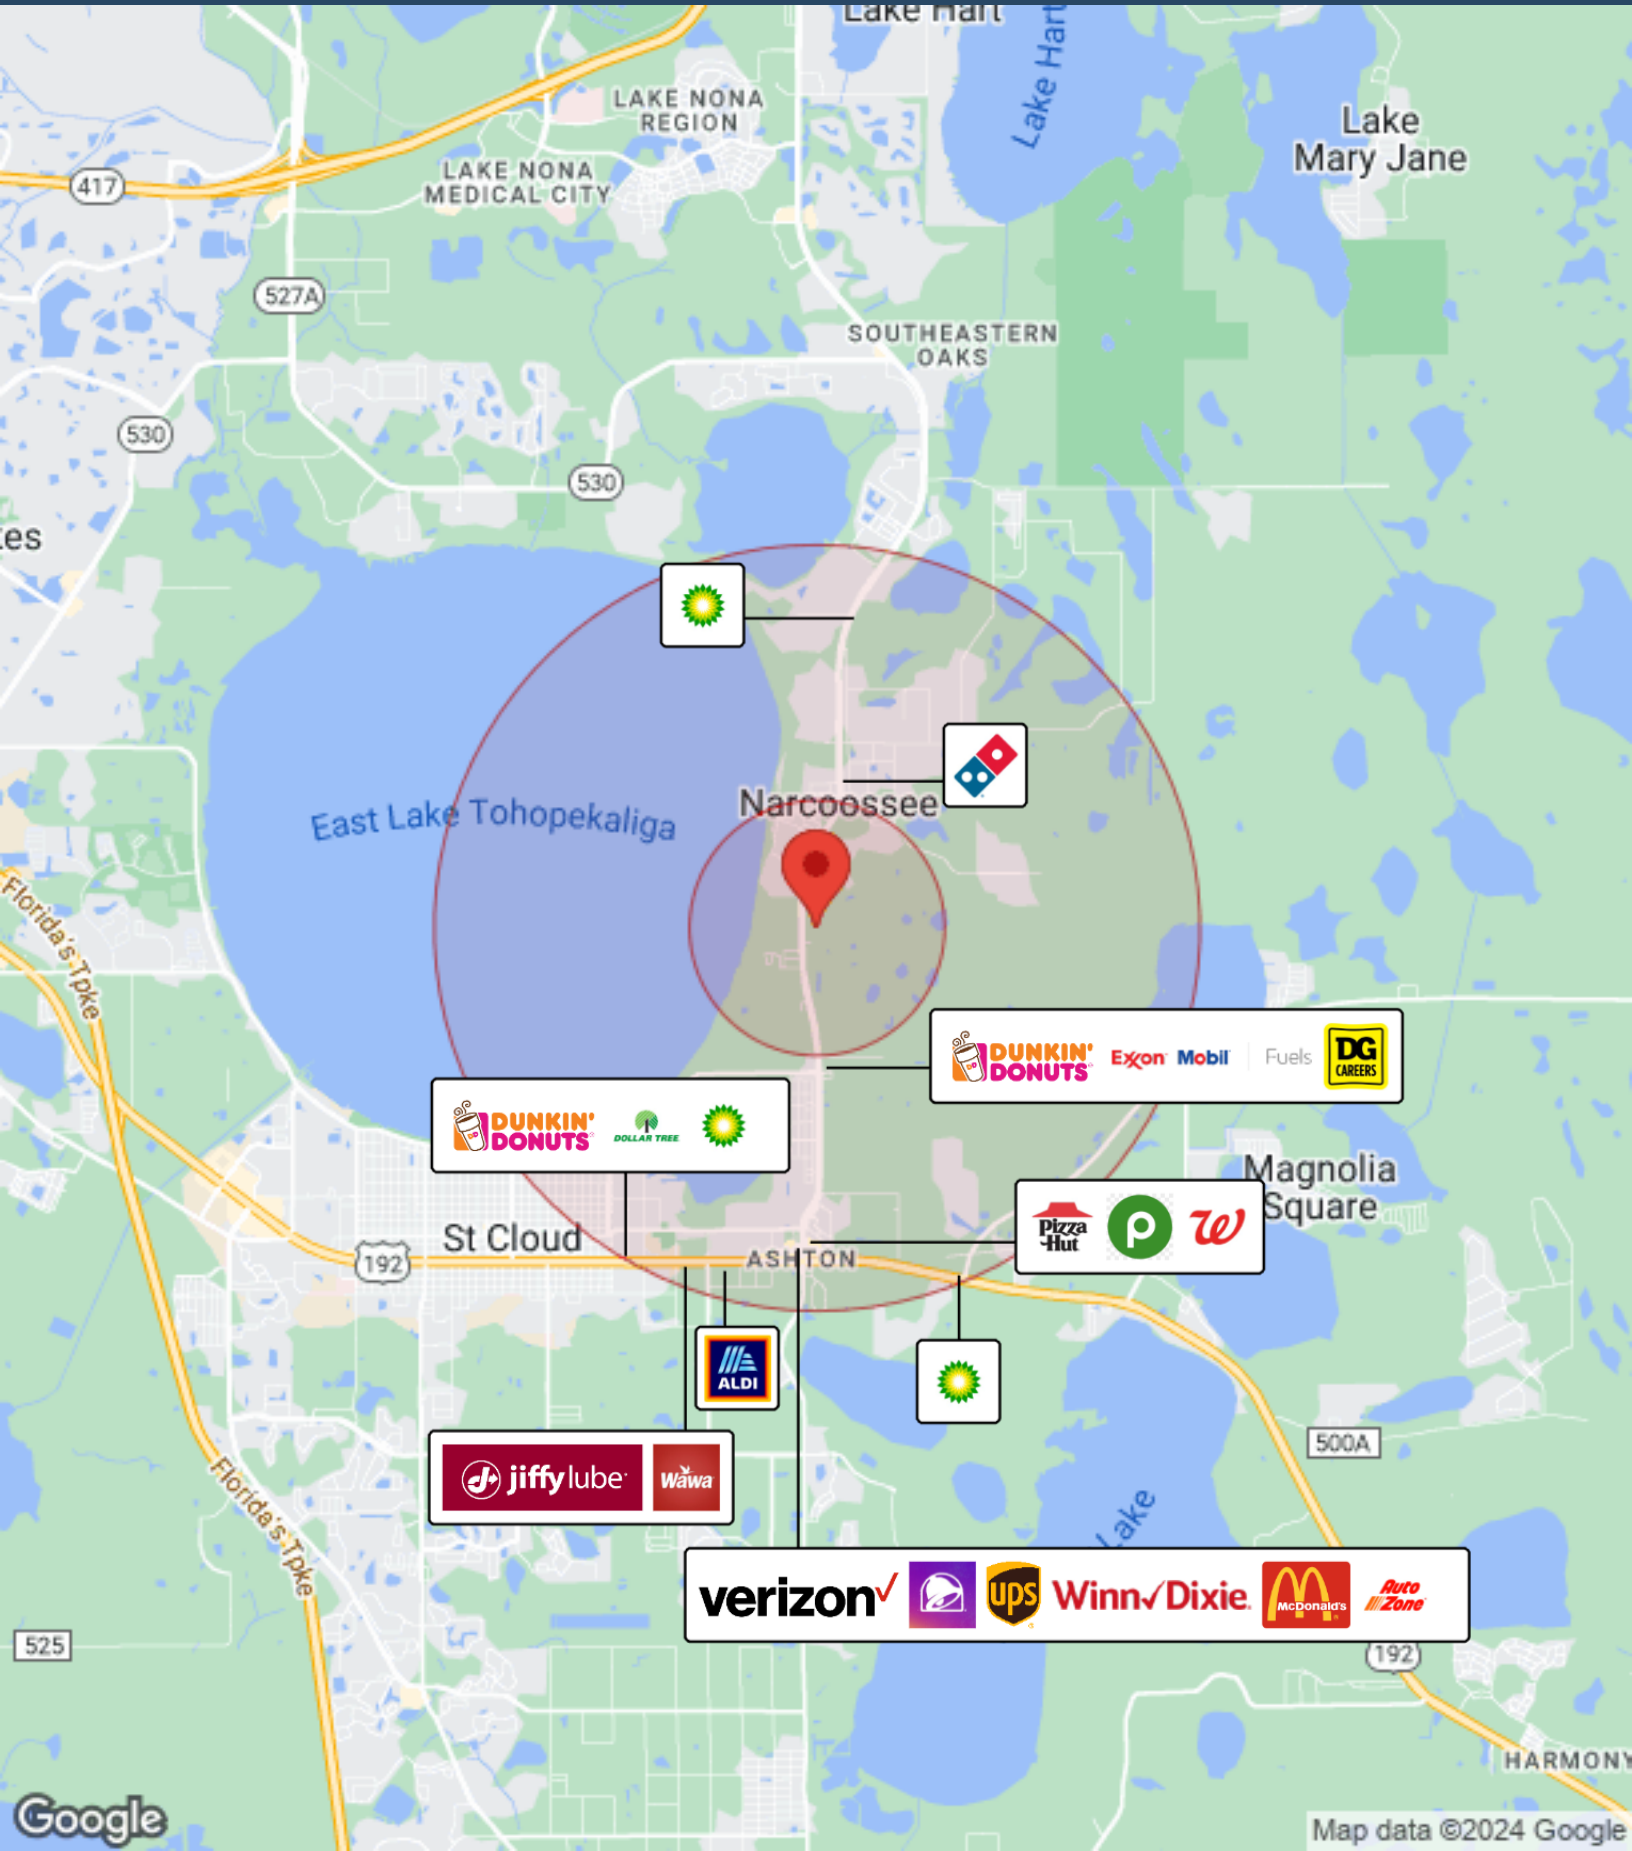 Lake Hart
Lake Hart
LAKE NONA
REGION
Lake
Mary Jane
LAKE NONA
MEDICAL CITY
417
527A
SOUTHEASTERN
OAKS
530
530
tes
Narcoossee
East Lake Tohopekaliga
Florida's Tpke
DUNKIN'
DONUTS
Exxon Mobil
Fuels
DG
CAREERS
DUNKIN'
DONUTS
DOLLAR TREE
Magnolia
Square
Pizza
Hut
P
W
St Cloud
192
ASHTON
ALDI
500A
jiffy lube
Wawa
Florida's Tpke
Lake
verizon
ups
Winn Dixie
McDonald's
Auto
Zone
525
192
HARMONY
Google
Map data ©2024 Google